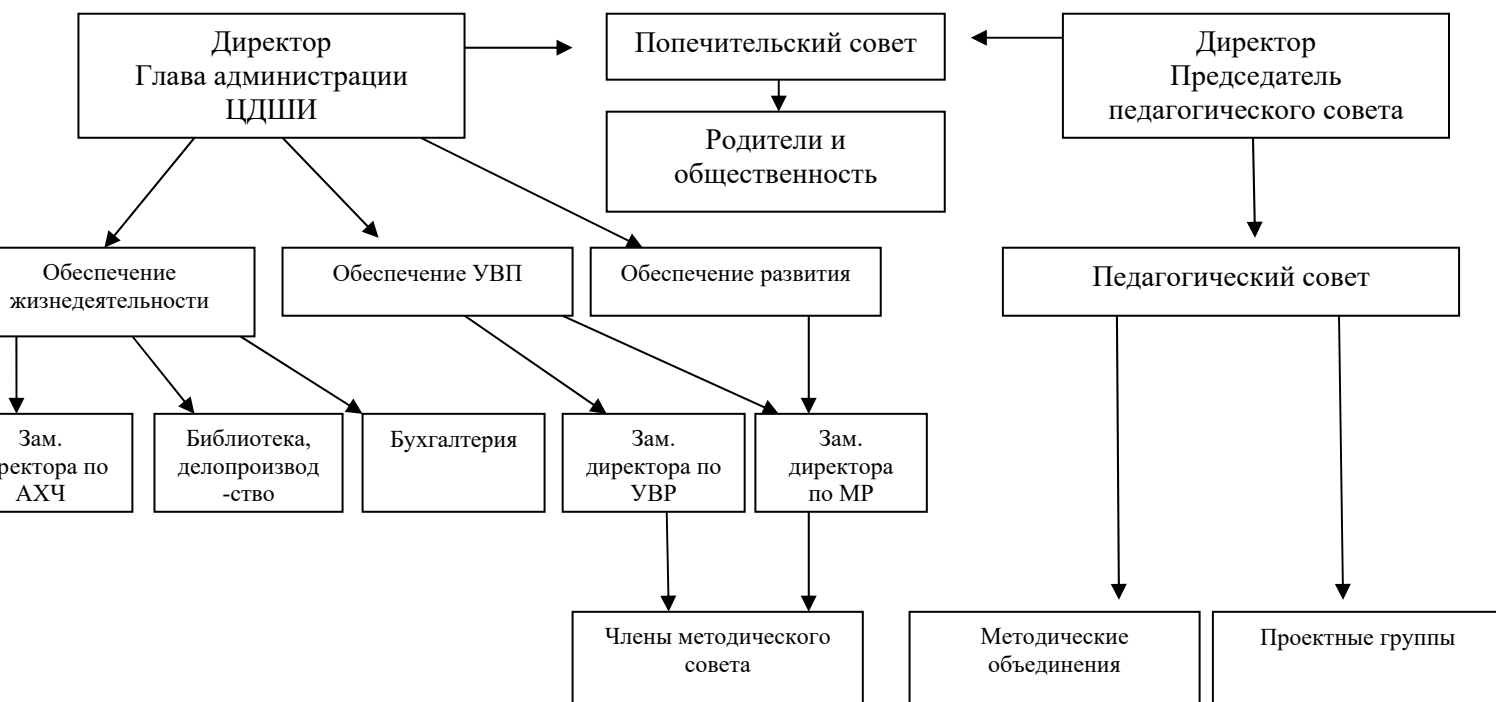 Директор
Глава администрации
ЦДШИ
Попечительский совет
Директор
Председатель
педагогического совета
Родители и
общественность
Обеспечение
жизнедеятельности
Обеспечение УВП
Обеспечение развития
Педагогический совет
Зам.
ректора по
АХЧ
Библиотека,
делопроизвод
-ство
Бухгалтерия
Зам.
директора по
УВР
Зам.
директора
по МР
Члены методического
совета
Методические
объединения
Проектные группы